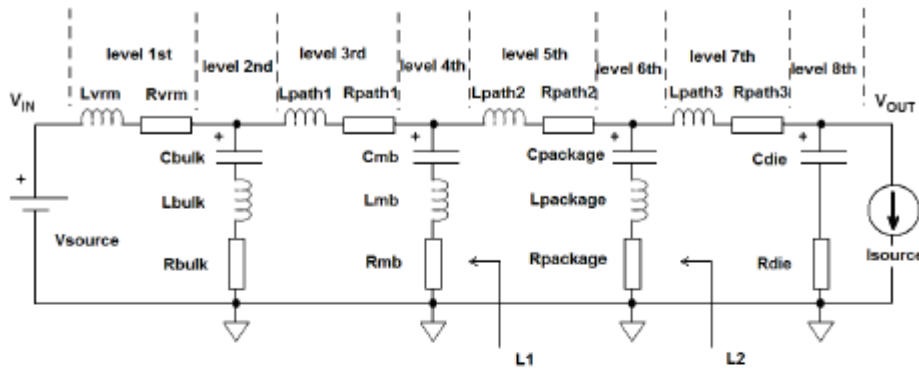 level 1st
level 2nd
level 3rd
level 4th
level 5th
level 6th
level 7th
level 8th
VIN
Lvrm
Rvrm
Lpath1
Rpath1
Lpath2
Rpath2
Lpath3
Rpath3
VOUT
+
+
+
+
+
Cbulk
Cmb
Cpackage
Cdie
Lbulk
Lmb
Lpackage
Vsource
Rbulk
Rmb
Rpackage
Rdie
Isource
L1
L2